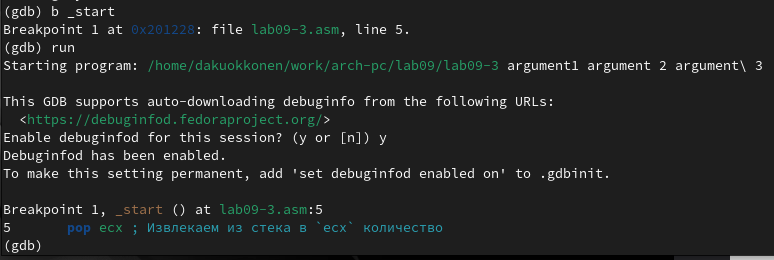 (gdb) b _start
Breakpoint 1 at 0x201228: file lab09-3.asm, line 5.
(gdb) run
Starting program: /home/dakuokkonen/work/arch-pc/lab09/lab09-3 argument1 argument 2 argument\ 3
This GDB supports auto-downloading debuginfo from the following URLs:
<https://debuginfod.fedoraproject.org/>
Enable debuginfod for this session? (y or [n]) y
Debuginfod has been enabled.
To make this setting permanent, add 'set debuginfod enabled on' to .gdbinit.
Breakpoint 1, _start () at lab09-3.asm:5
5 pop ecx ; Извлекаем из стека в `ecx` количество
(gdb)